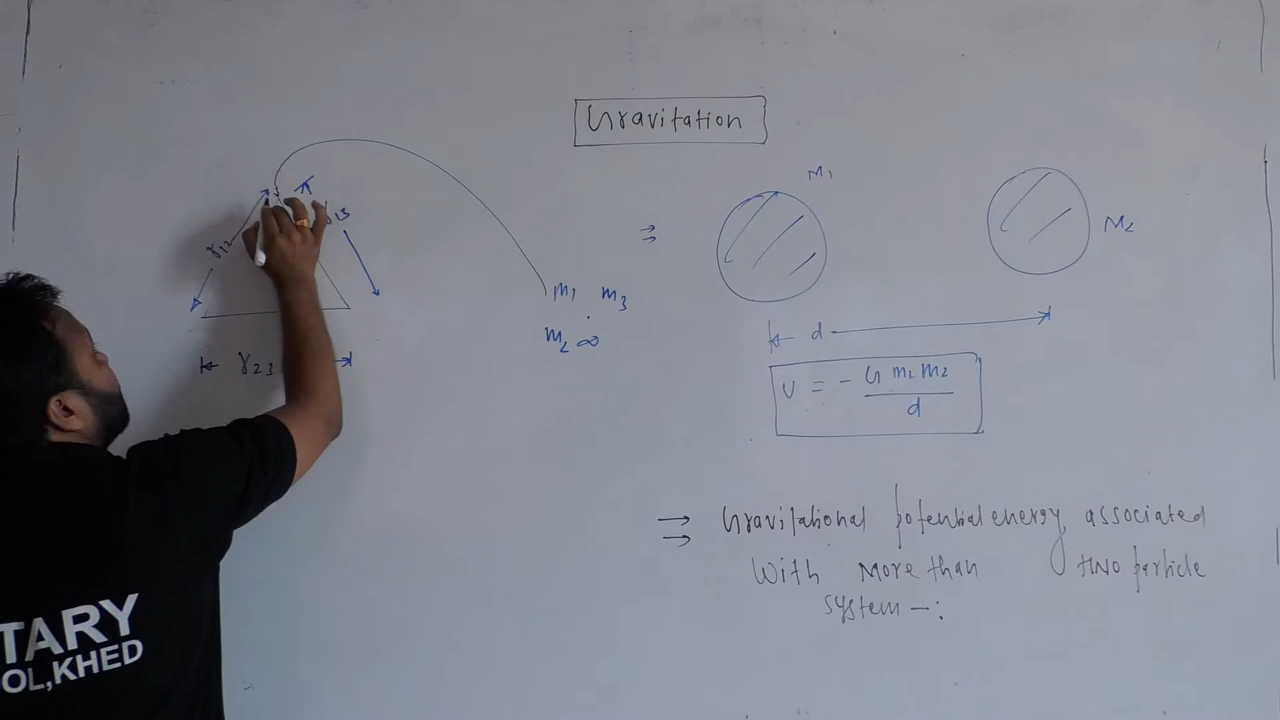 Gravitation
r12
r13
r23
m1 m3
m2 ∞
⇒
M1
M2
d
U = - G m1 m2
d
⇒ Gravitational potential energy associated
With More than two particle
system -:
TARY
OL,KHED